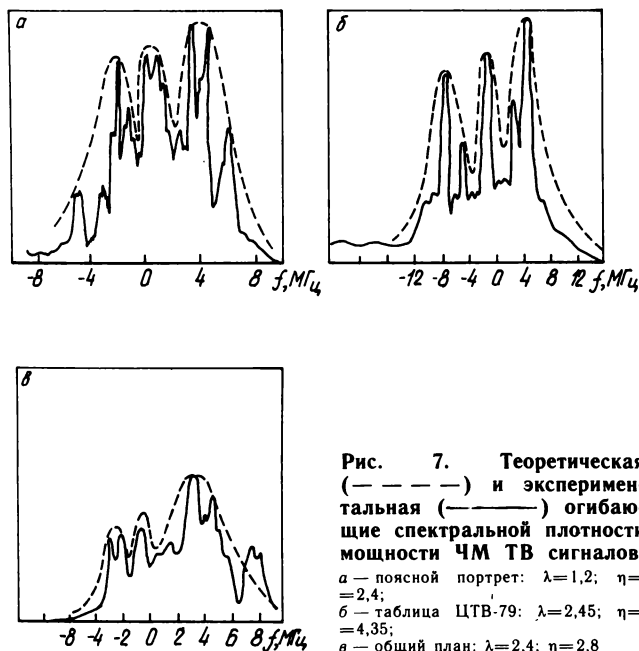 а
б
-8 -4 0 4 8 f,МГц
-12 -8 -4 0 4 8 12 f,МГц
в
-6 -4 -2 0 2 4 6 8 f,МГц
Рис. 7. Теоретическая
(— — — —) и эксперимен-
тальная (————) огибаю-
щие спектральной плотности
мощности ЧМ ТВ сигналов
а — поясной портрет: λ=1,2; η=
=2,4;
б — таблица ЦТВ-79: λ=2,45; η=
=4,35;
в — общий план: λ=2,4; η=2,8